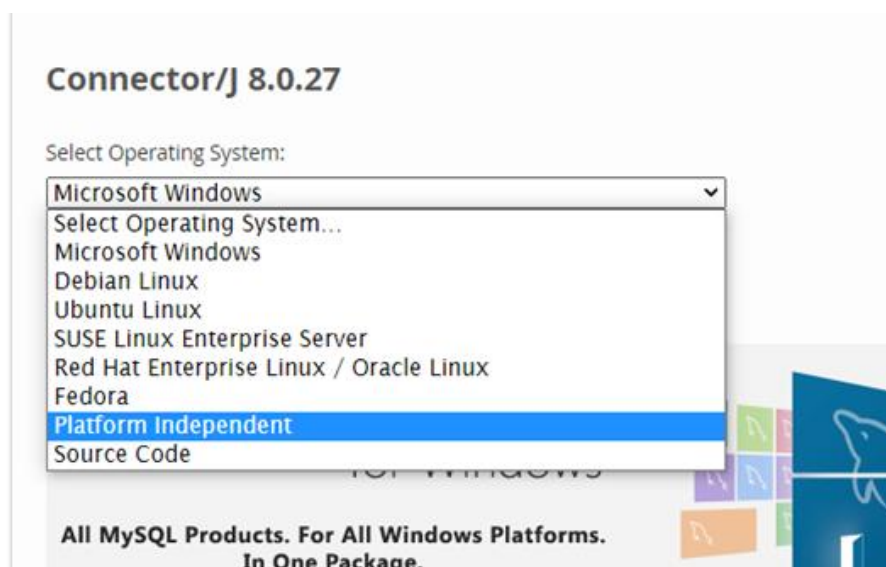 Connector/J 8.0.27
Select Operating System:
Microsoft Windows
Select Operating System...
Microsoft Windows
Debian Linux
Ubuntu Linux
SUSE Linux Enterprise Server
Red Hat Enterprise Linux / Oracle Linux
Fedora
Platform Independent
Source Code
for Windows
All MySQL Products. For All Windows Platforms.
In One Package.